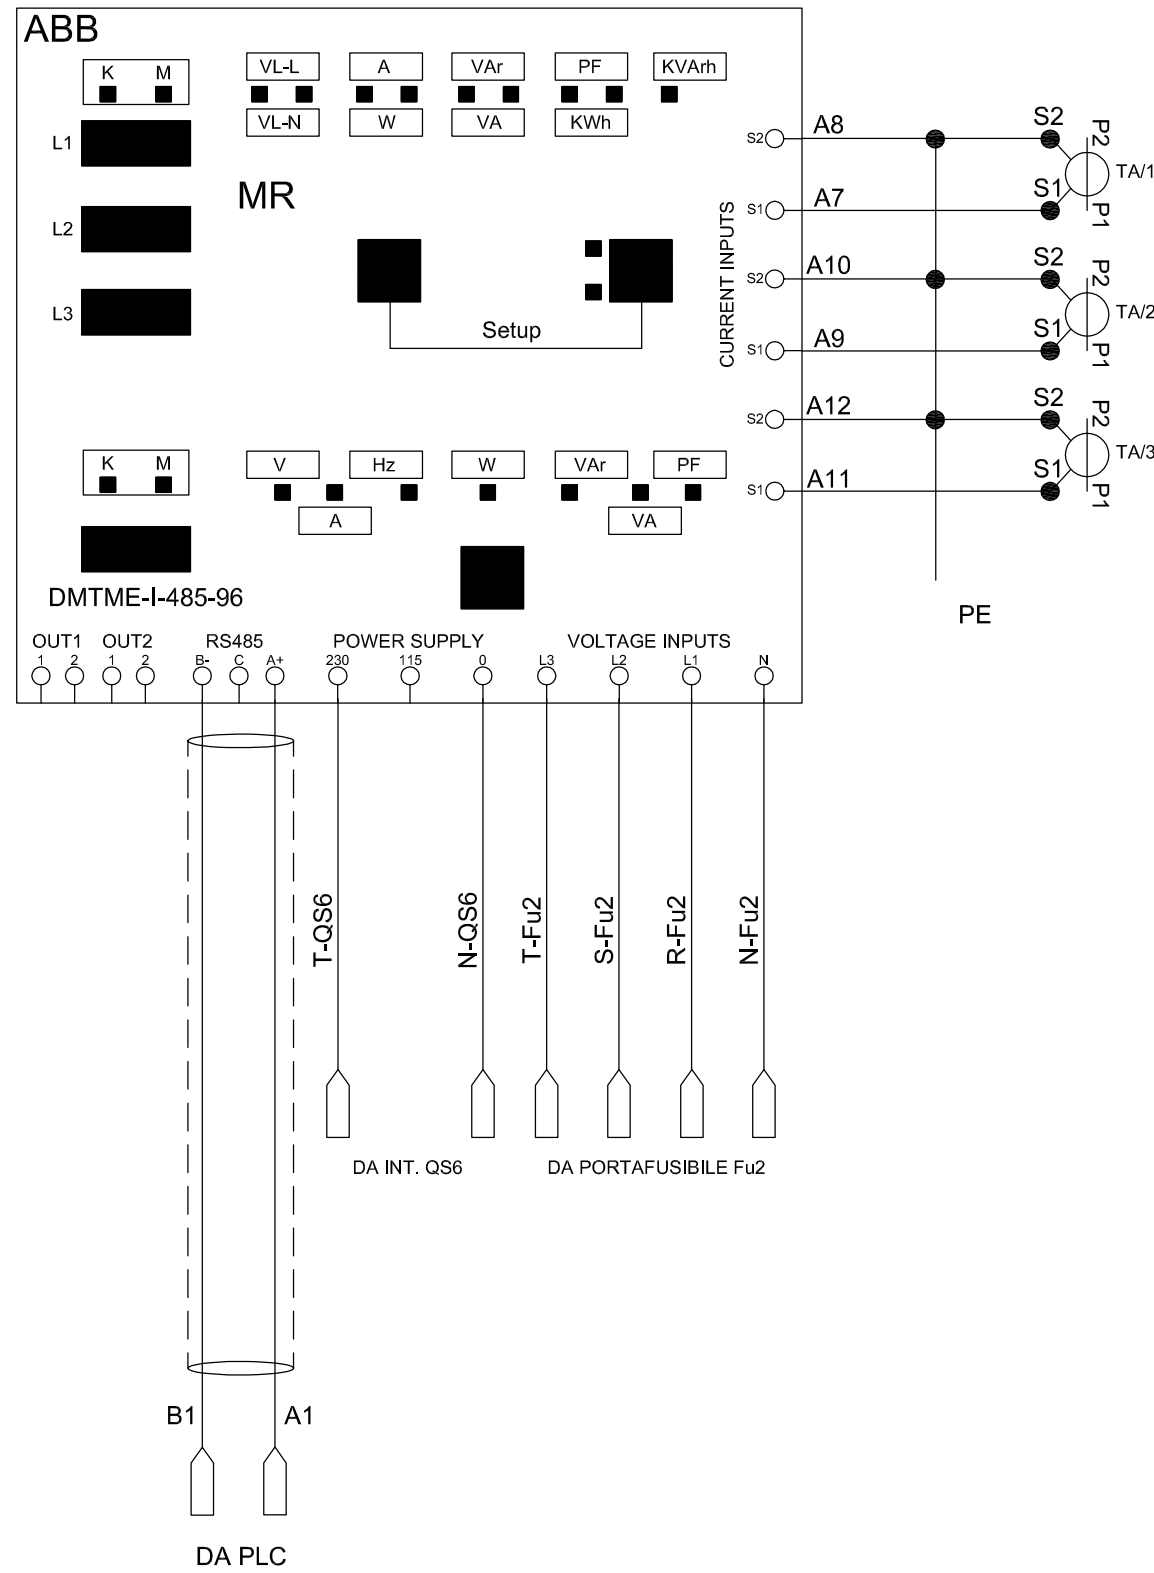 ABB
K M
VL-L A VAr PF KVArh
VL-N W VA KWh
L1
L2
L3
MR
Setup
CURRENT INPUTS
S2 A8 S2 P2
TA/1
S1 A7 S1 P1
S2 A10 S2 P2
TA/2
S1 A9 S1 P1
S2 A12 S2 P2
TA/3
S1 A11 S1 P1
PE
K M
V Hz W VAr PF
A VA
DMTME-I-485-96
OUT1 OUT2 RS485 POWER SUPPLY VOLTAGE INPUTS
1 2 1 2 B- C A+ 230 115 0 L3 L2 L1 N
T-QS6 N-QS6 T-Fu2 S-Fu2 R-Fu2 N-Fu2
DA INT. QS6 DA PORTAFUSIBILE Fu2
B1 A1
DA PLC